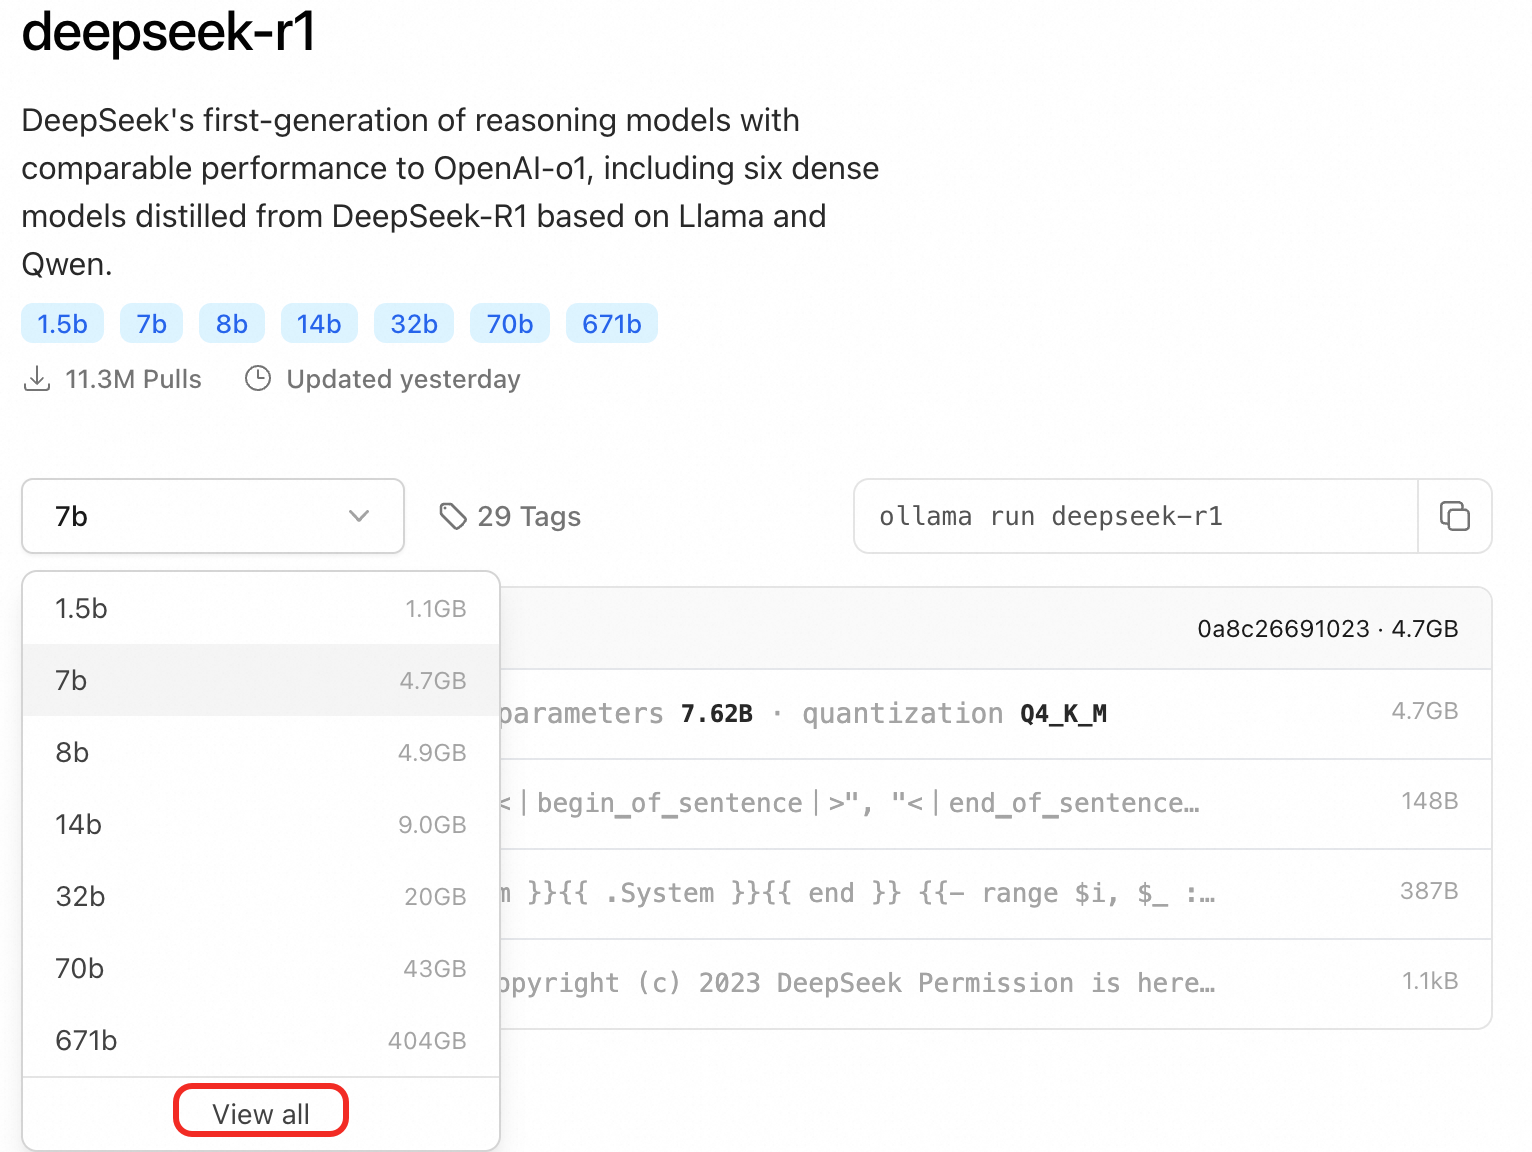 deepseek-r1
DeepSeek's first-generation of reasoning models with
comparable performance to OpenAI-o1, including six dense
models distilled from DeepSeek-R1 based on Llama and
Qwen.
1.5b 7b 8b 14b 32b 70b 671b
11.3M Pulls Updated yesterday
7b 29 Tags ollama run deepseek-r1
1.5b 1.1GB
7b 4.7GB
8b 4.9GB
14b 9.0GB
32b 20GB
70b 43GB
671b 404GB
View all
0a8c26691023 · 4.7GB
parameters 7.62B · quantization Q4_K_M 4.7GB
<｜begin_of_sentence｜>", "<｜end_of_sentence… 148B
m }}{{ .System }}{{ end }} {{- range $i, $_ :… 387B
opyright (c) 2023 DeepSeek Permission is here… 1.1kB